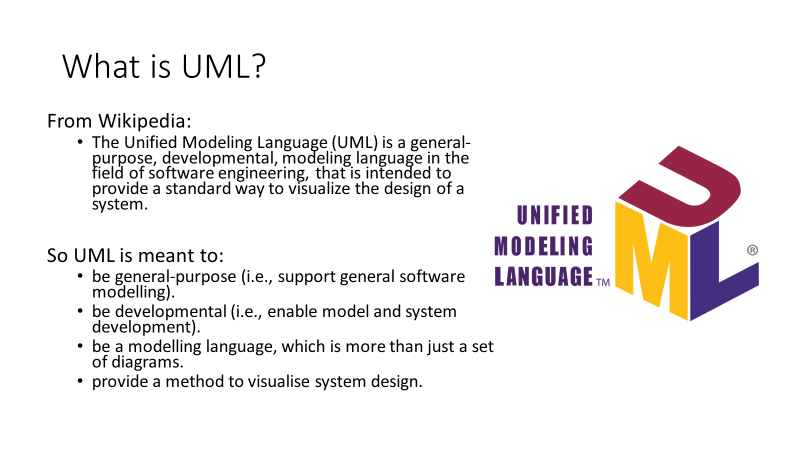 What is UML?
From Wikipedia:
• The Unified Modeling Language (UML) is a general-
purpose, developmental, modeling language in the
field of software engineering, that is intended to
provide a standard way to visualize the design of a
system.
So UML is meant to:
• be general-purpose (i.e., support general software
modelling).
• be developmental (i.e., enable model and system
development).
• be a modelling language, which is more than just a set
of diagrams.
• provide a method to visualise system design.
UNIFIED
MODELING
LANGUAGE™
UML®